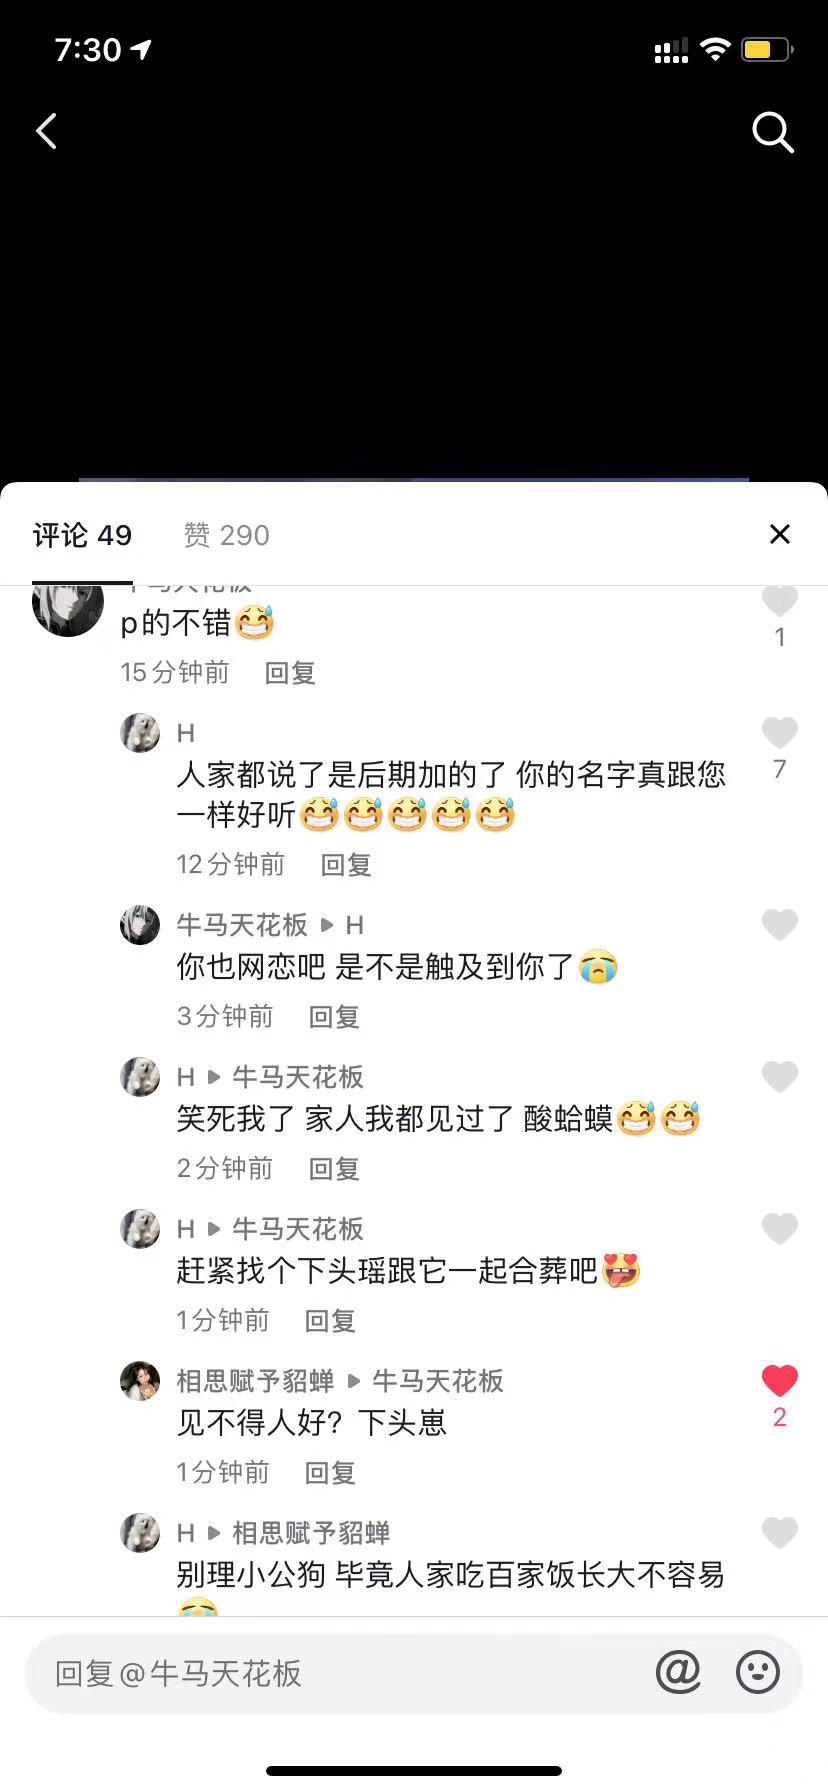 7:30
评论 49
赞 290
牛马天花板
p的不错
1
15分钟前 回复
H
人家都说了是后期加的了 你的名字真跟您
一样好听
7
12分钟前 回复
牛马天花板 H
你也网恋吧 是不是触及到你了
3分钟前 回复
H 牛马天花板
笑死我了 家人我都见过了 酸蛤蟆
2分钟前 回复
H 牛马天花板
赶紧找个下头瑶跟它一起合葬吧
1分钟前 回复
相思赋予貂蝉 牛马天花板
见不得人好？下头崽
2
1分钟前 回复
H 相思赋予貂蝉
别理小公狗 毕竟人家吃百家饭长大不容易
回复@牛马天花板